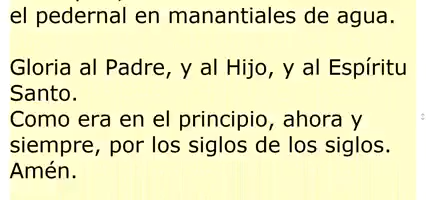 el pedernal en manantiales de agua.
Gloria al Padre, y al Hijo, y al Espíritu
Santo.
Como era en el principio, ahora y
siempre, por los siglos de los siglos.
Amén.